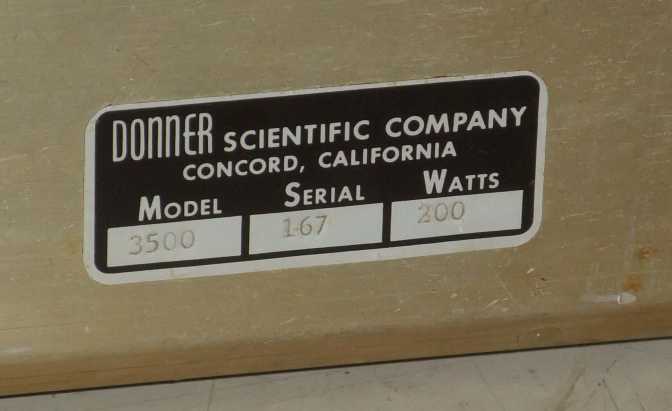 DONNER SCIENTIFIC COMPANY
CONCORD, CALIFORNIA
MODEL SERIAL WATTS
3500 167 200